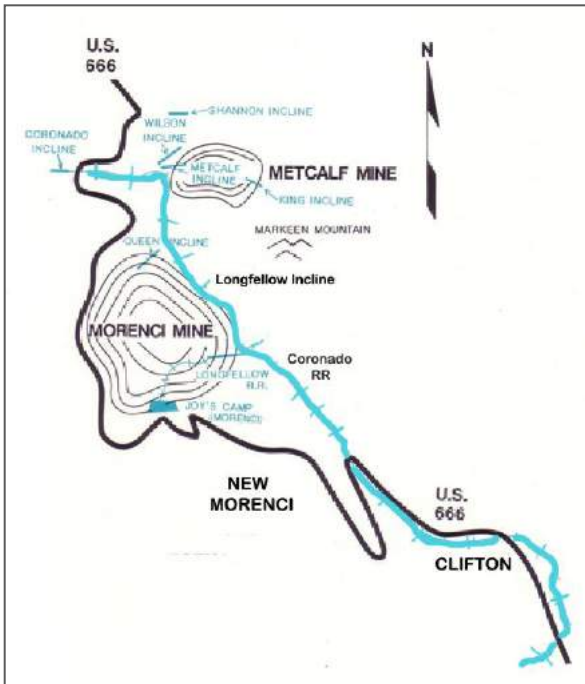 U.S.
666
N
SHANNON INCLINE
WILSON
INCLINE
CORONADO
INCLINE
METCALF
INCLINE
METCALF MINE
KING INCLINE
MARKEEN MOUNTAIN
QUEEN INCLINE
Longfellow Incline
MORENCI MINE
Coronado
RR
LONGFELLOW
R.R.
JOY'S CAMP
(MORENCI)
NEW
MORENCI
U.S.
666
CLIFTON